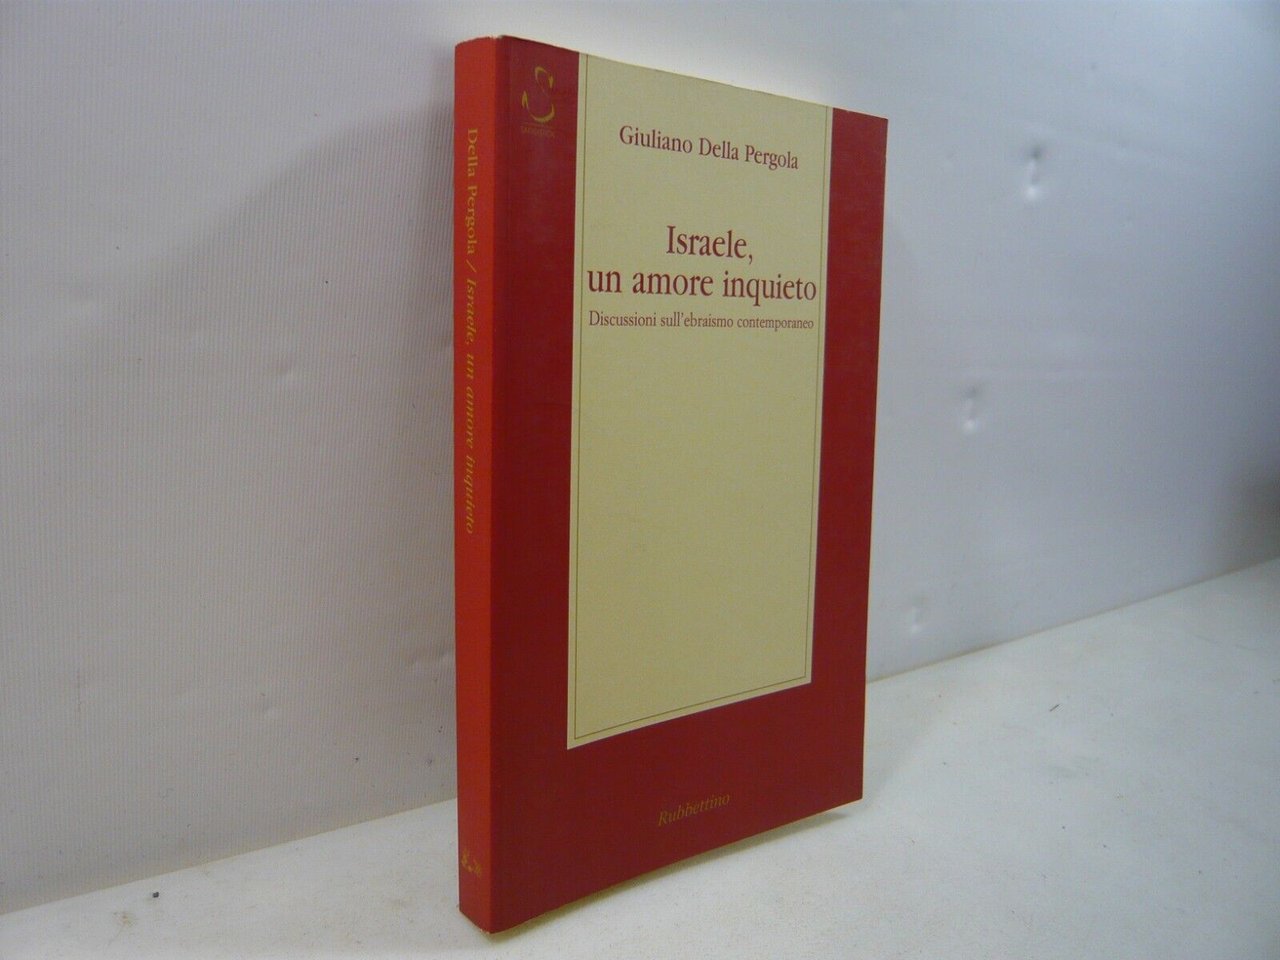 Giuliano Della Pergola
Israele,
un amore inquieto
Discussioni sull'ebraismo contemporaneo
Rubbettino
Della Pergola / Israele, un amore inquieto